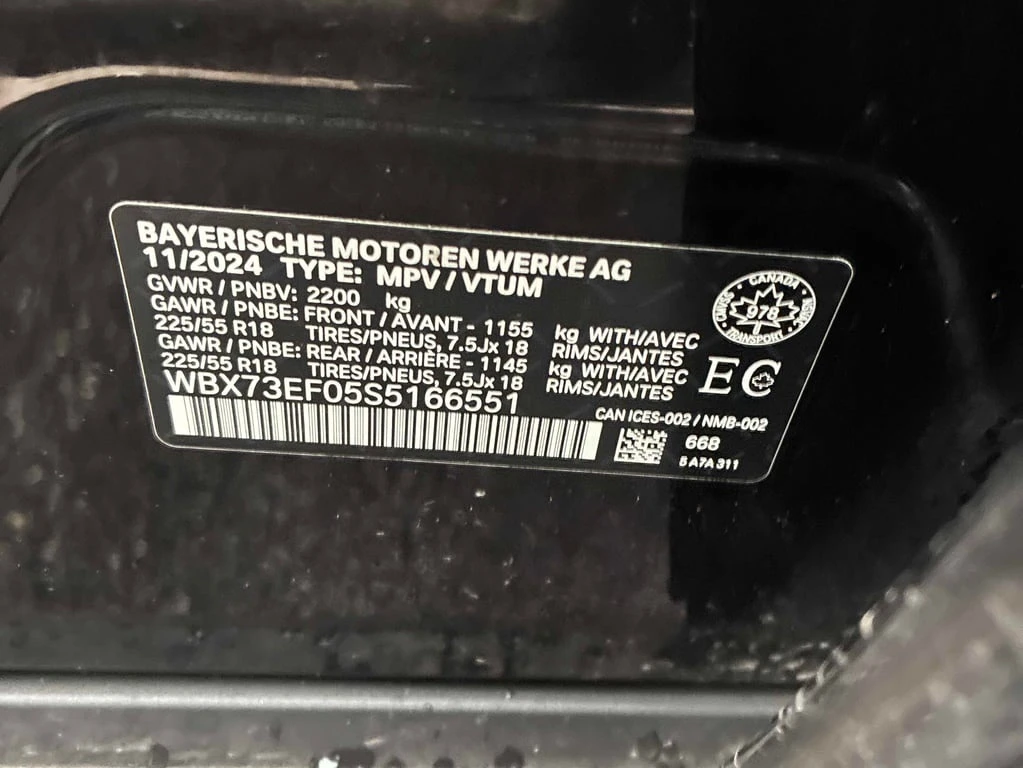 BAYERISCHE MOTOREN WERKE AG
11/2024 TYPE: MPV / VTUM
GVWR / PNBV: 2200 kg
GAWR / PNBE: FRONT / AVANT - 1155 kg WITH/AVEC
225/55 R18 TIRES/PNEUS, 7.5Jx 18 RIMS/JANTES
GAWR / PNBE: REAR / ARRIÈRE - 1145 kg WITH/AVEC
225/55 R18 TIRES/PNEUS, 7.5Jx 18 RIMS/JANTES
WBX73EF05S5166551
CANADA
978
TRANSPORT
EC
CAN ICES-002 / NMB-002
668
5 A7A 311